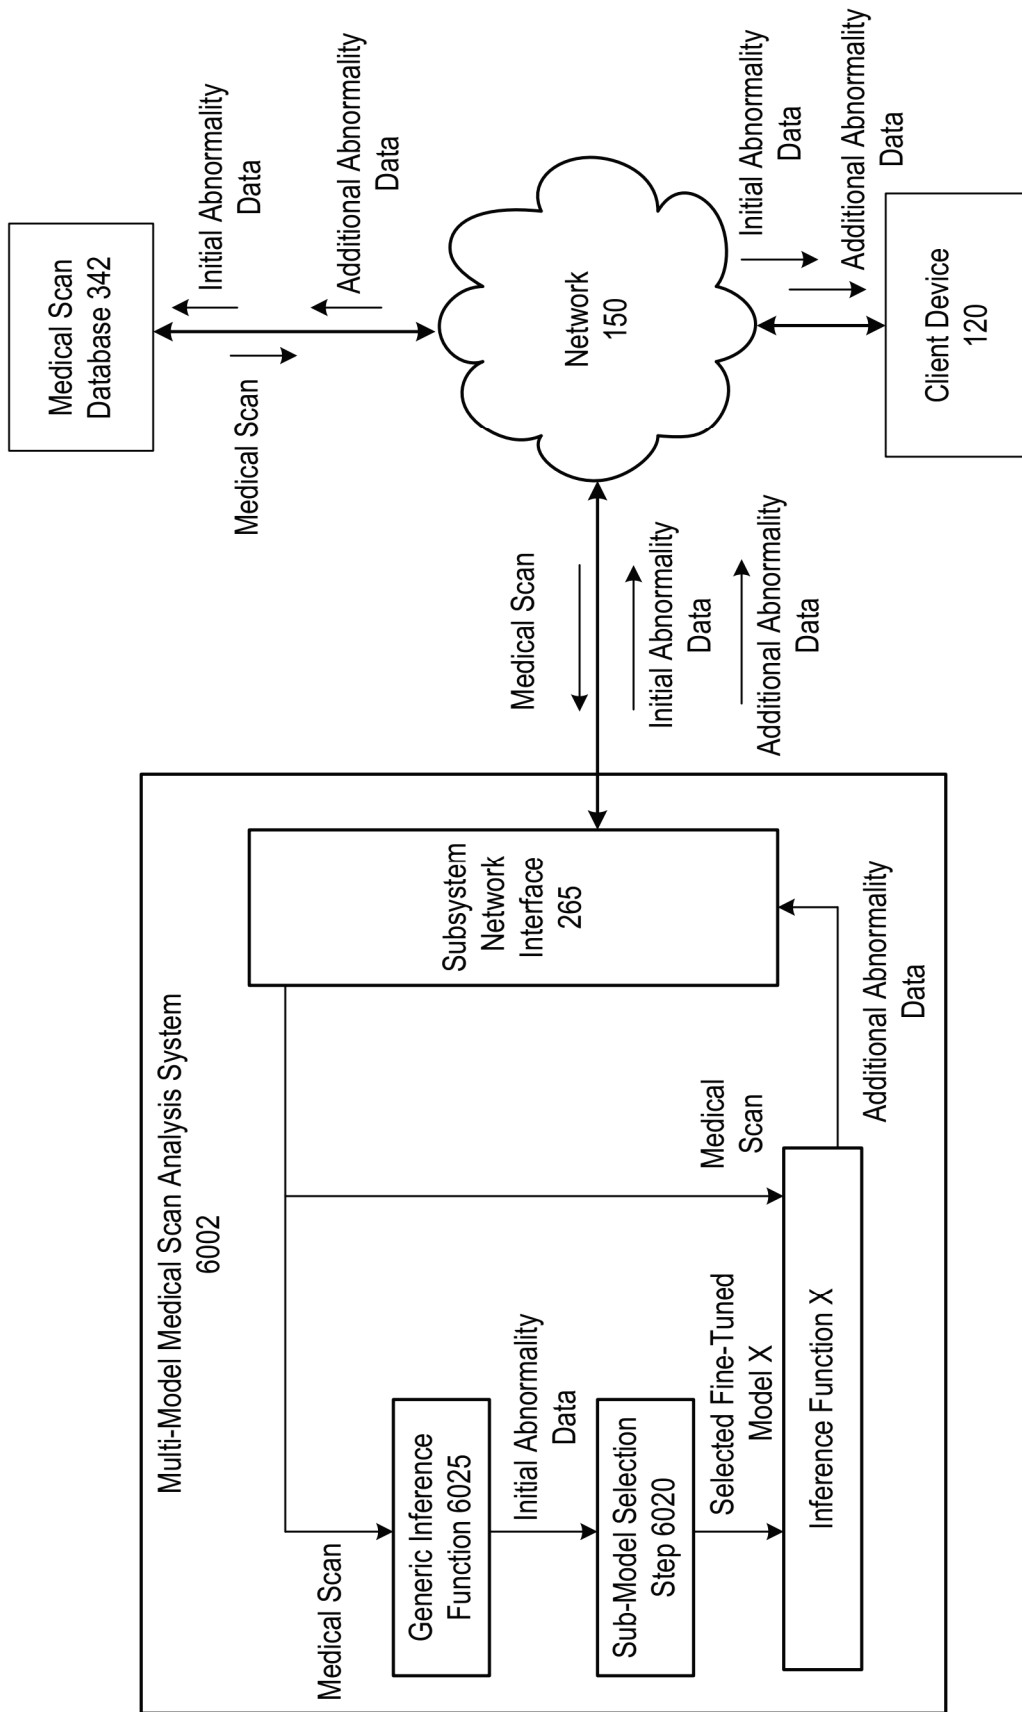 Multi-Model Medical Scan Analysis System
6002
Medical Scan
Generic Inference
Function 6025
Initial Abnormality
Data
Sub-Model Selection
Step 6020
Selected Fine-Tuned
Model X
Medical
Scan
Inference Function X
Subsystem
Network
Interface
265
Additional Abnormality
Data
Medical Scan
Initial Abnormality
Data
Additional Abnormality
Data
Medical Scan
Database 342
Medical Scan
Initial Abnormality
Data
Additional Abnormality
Data
Network
150
Initial Abnormality
Data
Additional Abnormality
Data
Client Device
120